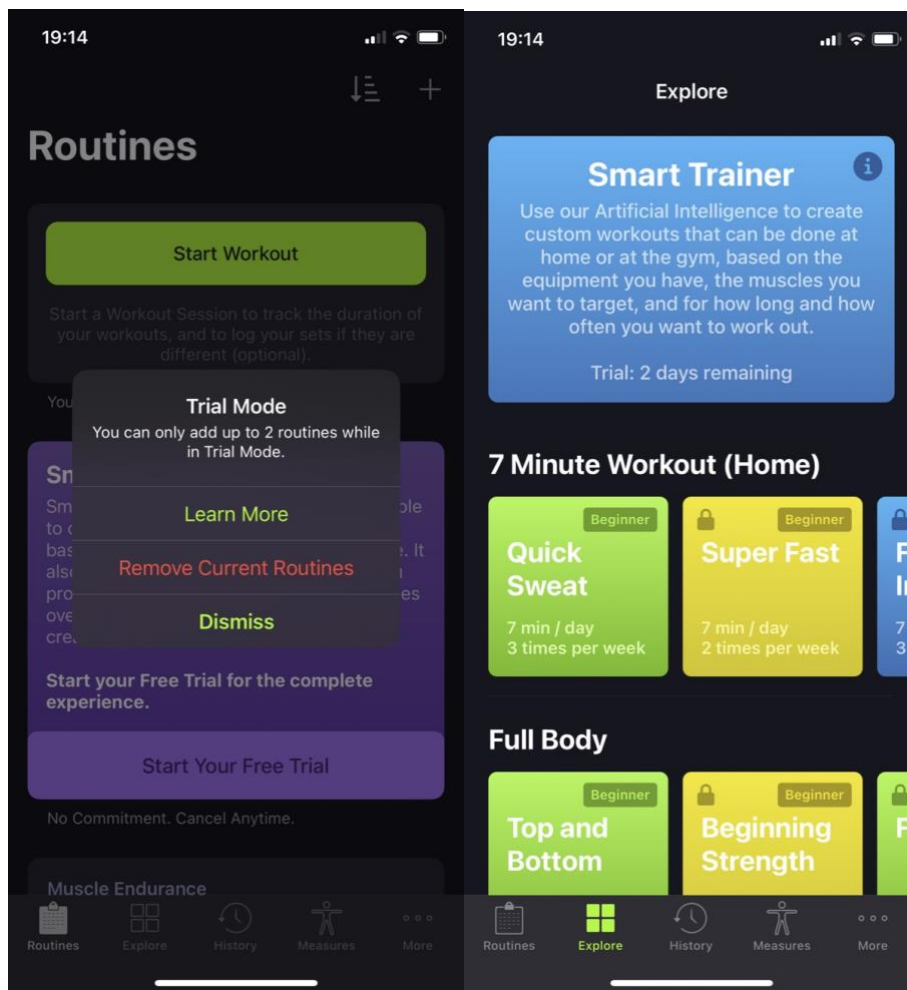 19:14
Routines
Start Workout
Start a Workout Session to track the duration of
your workouts, and to log your sets if they are
different (optional).
You
Trial Mode
You can only add up to 2 routines while
in Trial Mode.
Learn More
Remove Current Routines
Dismiss
Start your Free Trial for the complete
experience.
Start Your Free Trial
No Commitment. Cancel Anytime.
Muscle Endurance
Routines
Explore
History
Measures
More
19:14
Explore
Smart Trainer
Use our Artificial Intelligence to create
custom workouts that can be done at
home or at the gym, based on the
equipment you have, the muscles you
want to target, and for how long and how
often you want to work out.
Trial: 2 days remaining
7 Minute Workout (Home)
Beginner
Quick
Sweat
7 min / day
3 times per week
Beginner
Super Fast
7 min / day
2 times per week
Full Body
Beginner
Top and
Bottom
Beginner
Beginning
Strength
Routines
Explore
History
Measures
More